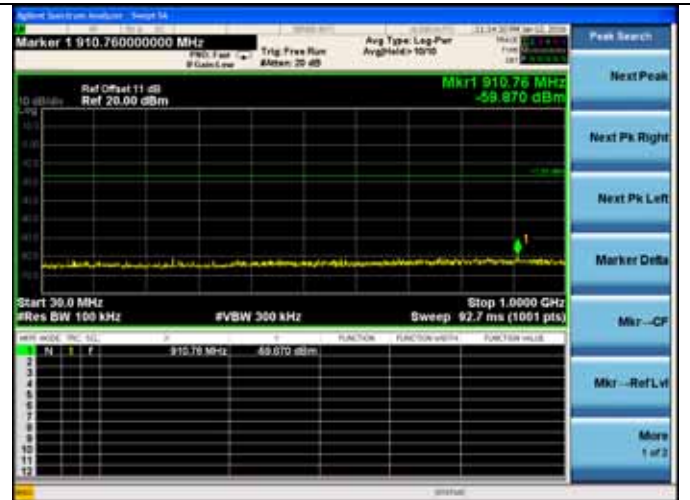 Agilent Spectrum Analyzer - Swept SA
Marker 1 910.760000000 MHz
PNO: Fast
IFGain:Low
Trig: Free Run
#Atten: 20 dB
Avg Type: Log-Pwr
Avg|Hold>10/10
Peak Search
Next Peak
Next Pk Right
Next Pk Left
Marker Delta
Mkr→CF
Mkr→RefLvl
More
1 of 2
Ref Offset 11 dB
10 dB/div Ref 20.00 dBm
Log
Mkr1 910.76 MHz
-59.870 dBm
1
Start 30.0 MHz
Stop 1.0000 GHz
#Res BW 100 kHz
#VBW 300 kHz
Sweep 92.7 ms (1001 pts)
MKR MODE TRC SCL X Y FUNCTION FUNCTION WIDTH FUNCTION VALUE
1 N 1 f 910.76 MHz -59.870 dBm
2
3
4
5
6
7
8
9
10
11
12
MSG
STATUS